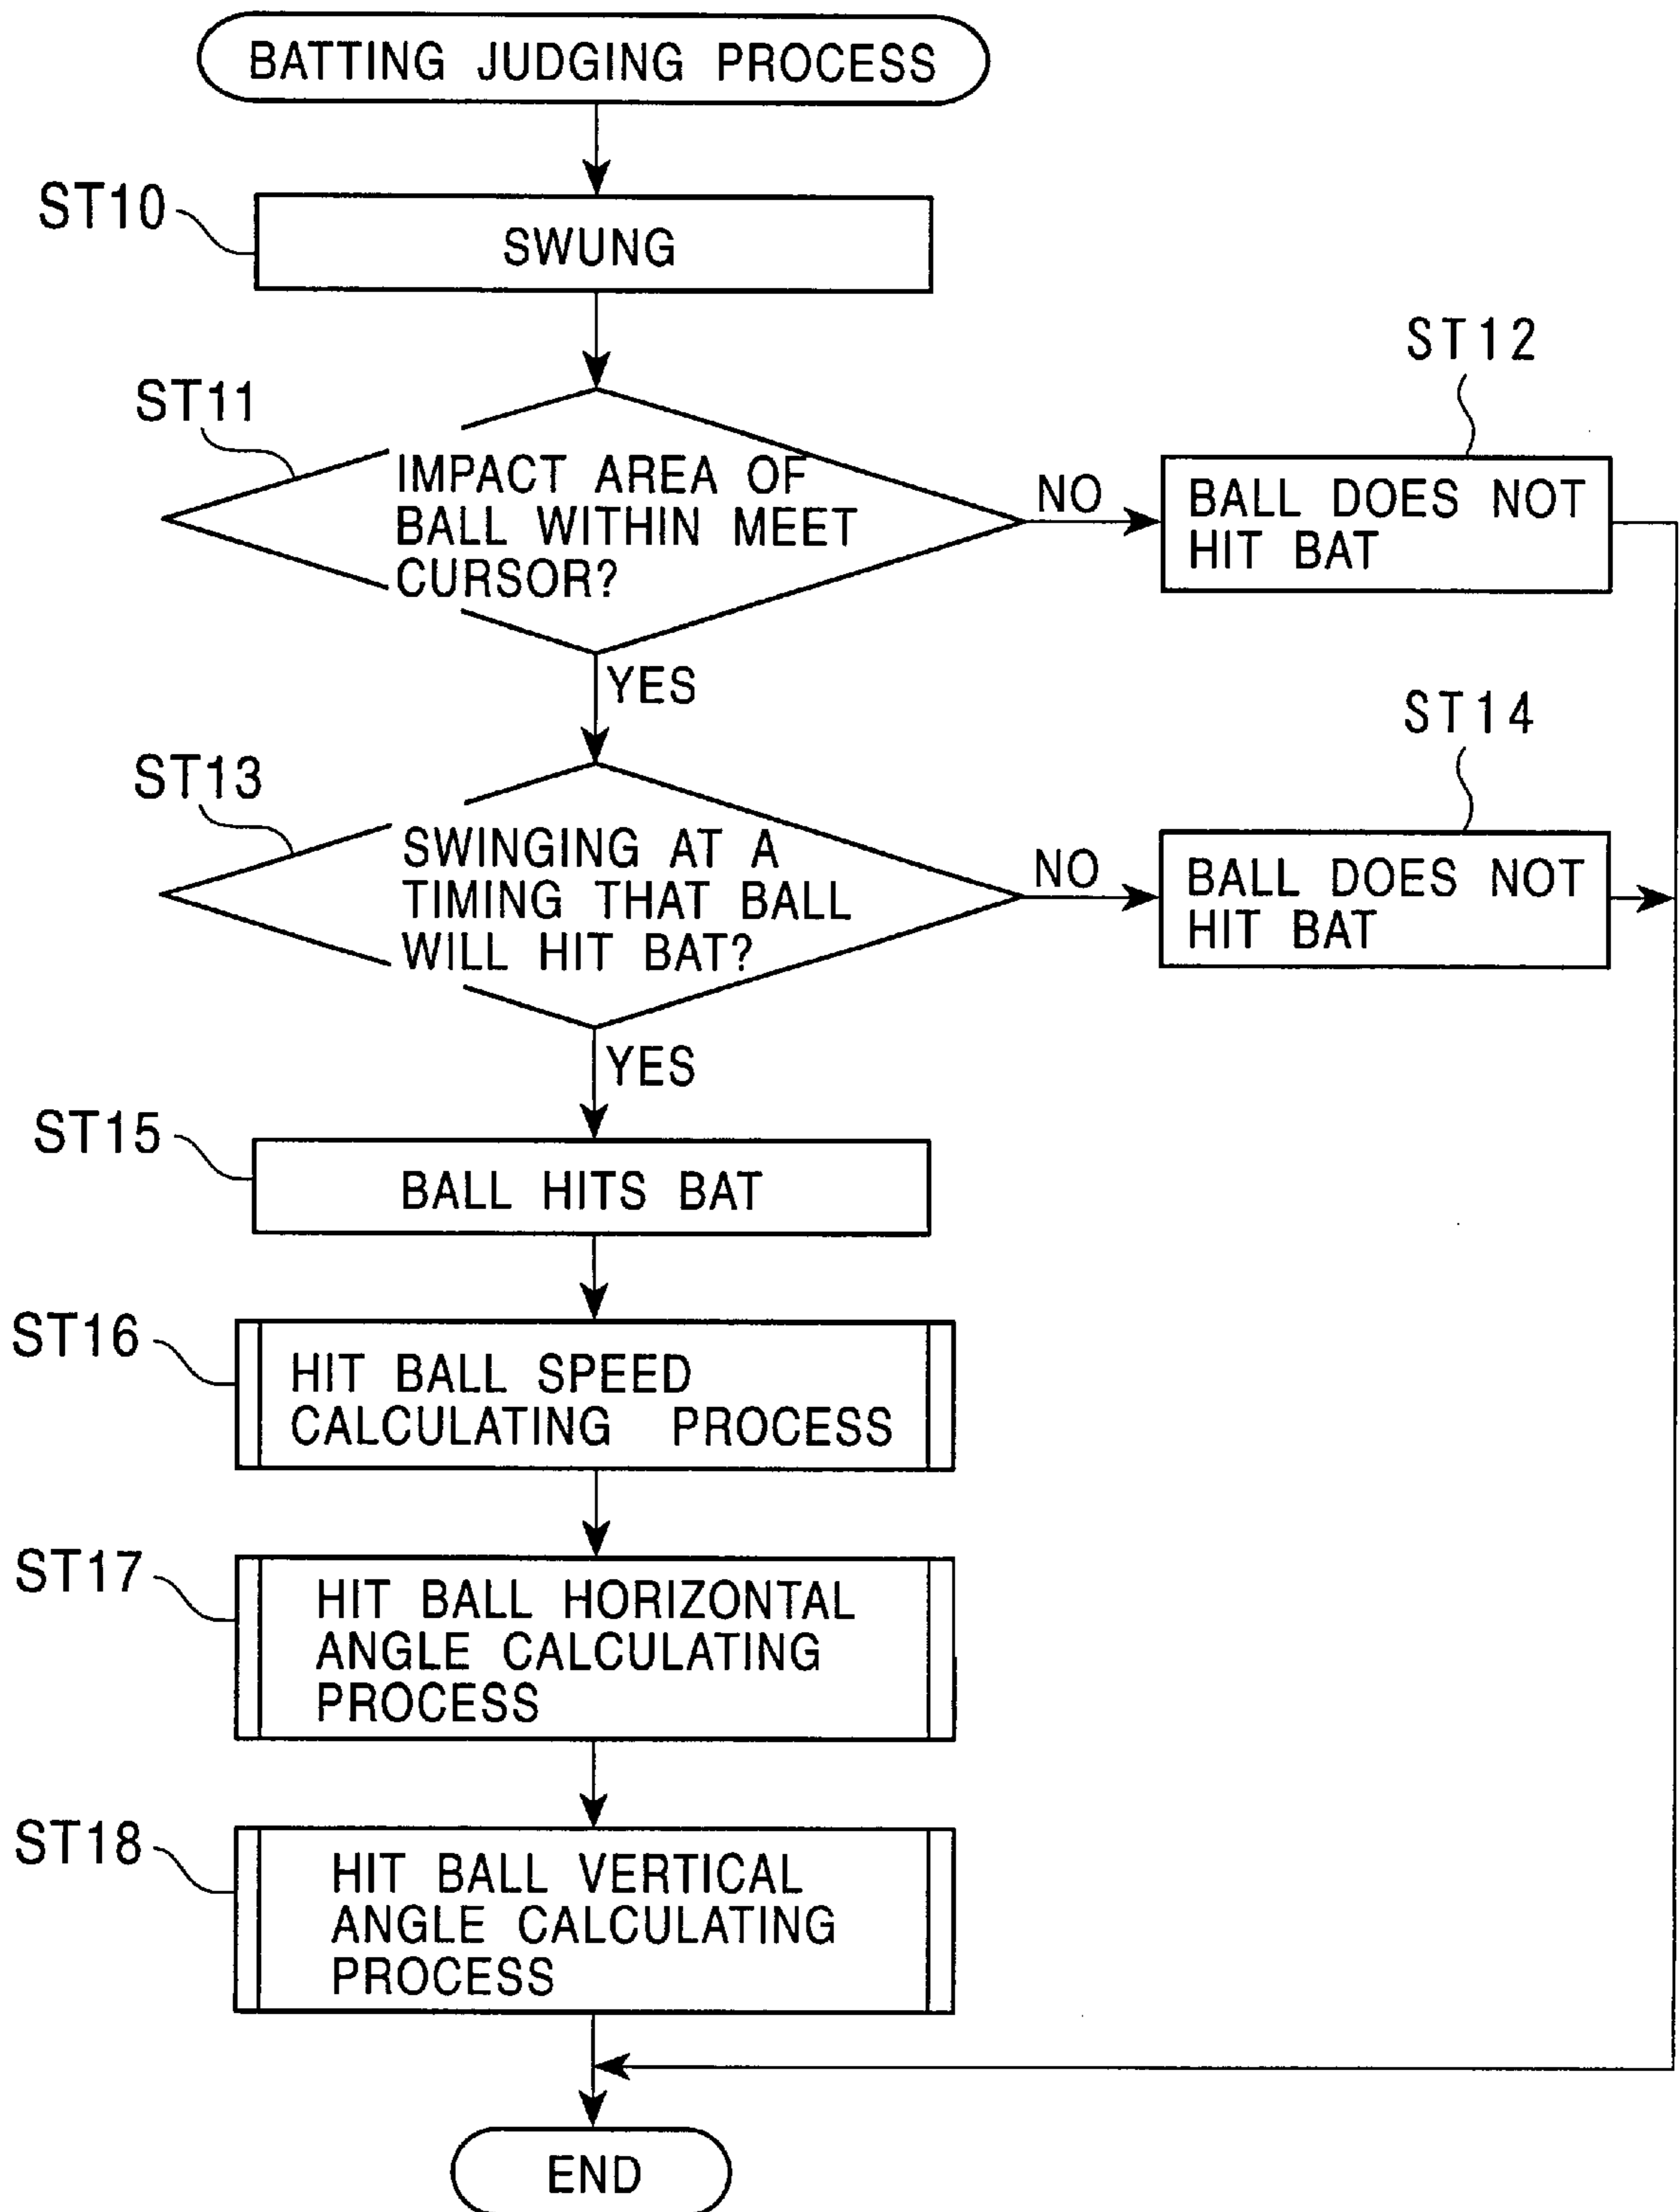 BATTING JUDGING PROCESS
ST10
SWUNG
ST11
IMPACT AREA OF
BALL WITHIN MEET
CURSOR?
NO
ST12
BALL DOES NOT
HIT BAT
YES
ST13
SWINGING AT A
TIMING THAT BALL
WILL HIT BAT?
NO
ST14
BALL DOES NOT
HIT BAT
YES
ST15
BALL HITS BAT
ST16
HIT BALL SPEED
CALCULATING PROCESS
ST17
HIT BALL HORIZONTAL
ANGLE CALCULATING
PROCESS
ST18
HIT BALL VERTICAL
ANGLE CALCULATING
PROCESS
END